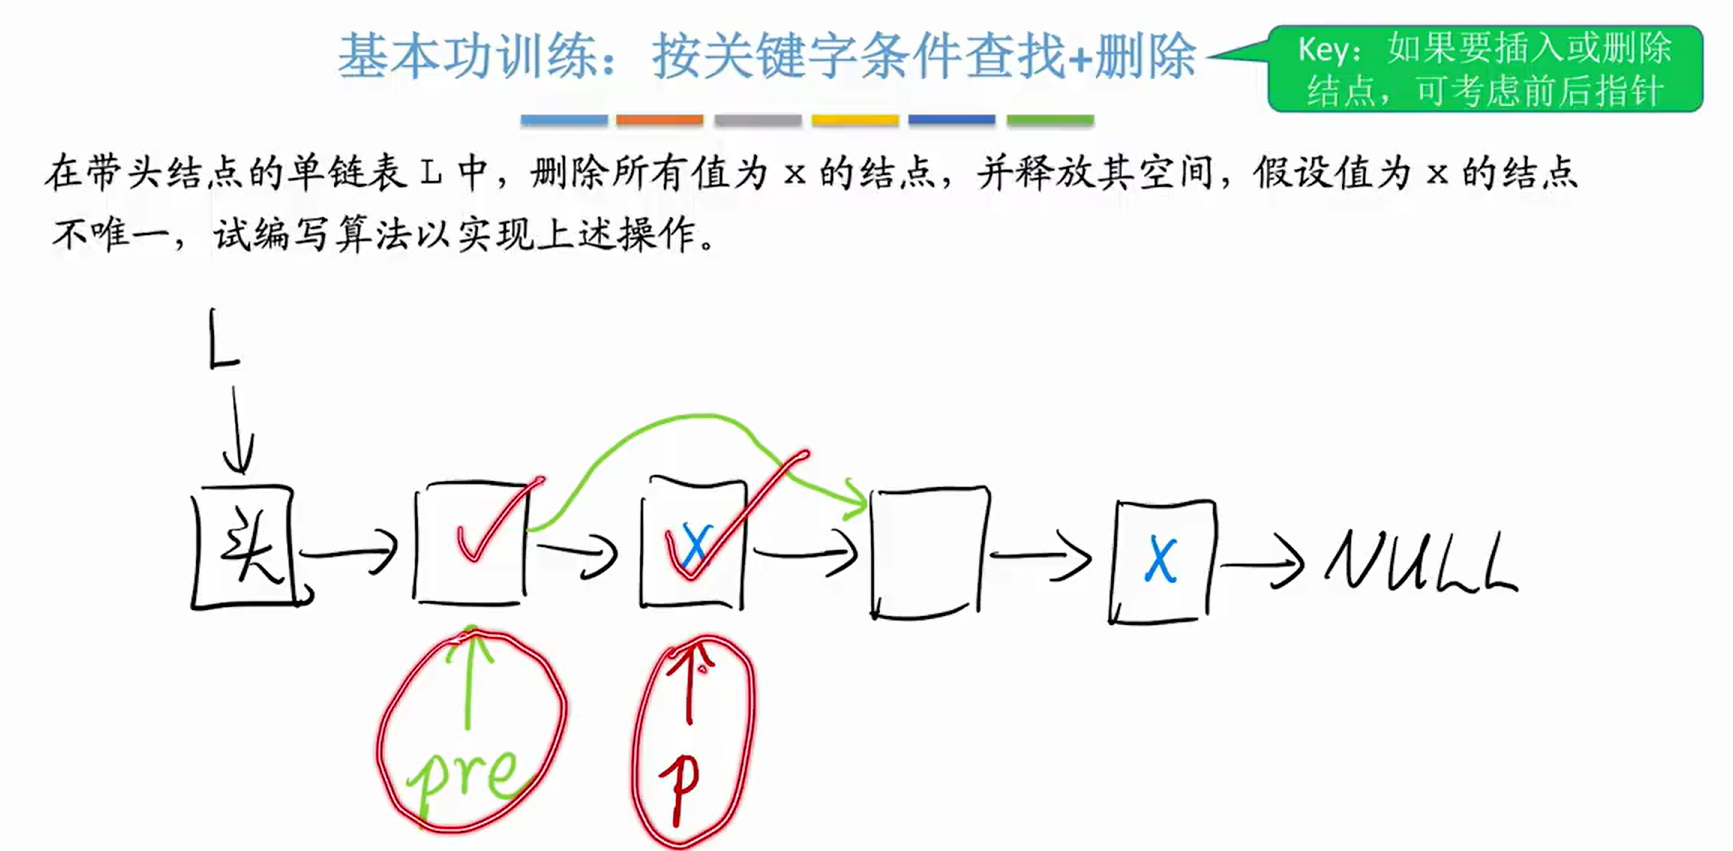 基本功训练：按关键字条件查找+删除
Key：如果要插入或删除
结点，可考虑前后指针
在带头结点的单链表 L 中，删除所有值为 x 的结点，并释放其空间，假设值为 x 的结点
不唯一，试编写算法以实现上述操作。
L
头 X X NULL
pre p